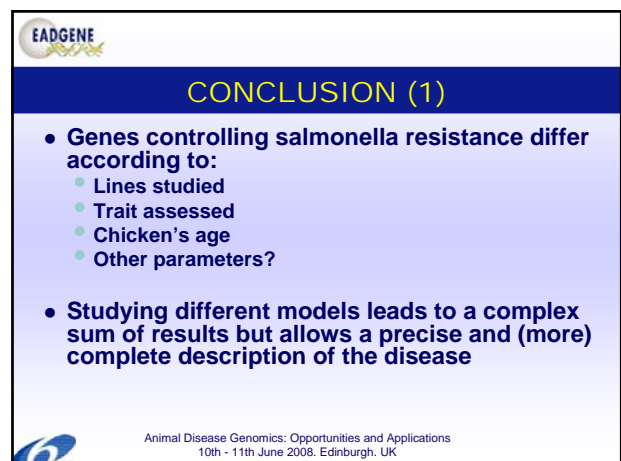 EADGENE
CONCLUSION (1)
● Genes controlling salmonella resistance differ
according to:
● Lines studied
● Trait assessed
● Chicken's age
● Other parameters?
● Studying different models leads to a complex
sum of results but allows a precise and (more)
complete description of the disease
Animal Disease Genomics: Opportunities and Applications
10th - 11th June 2008. Edinburgh. UK
6